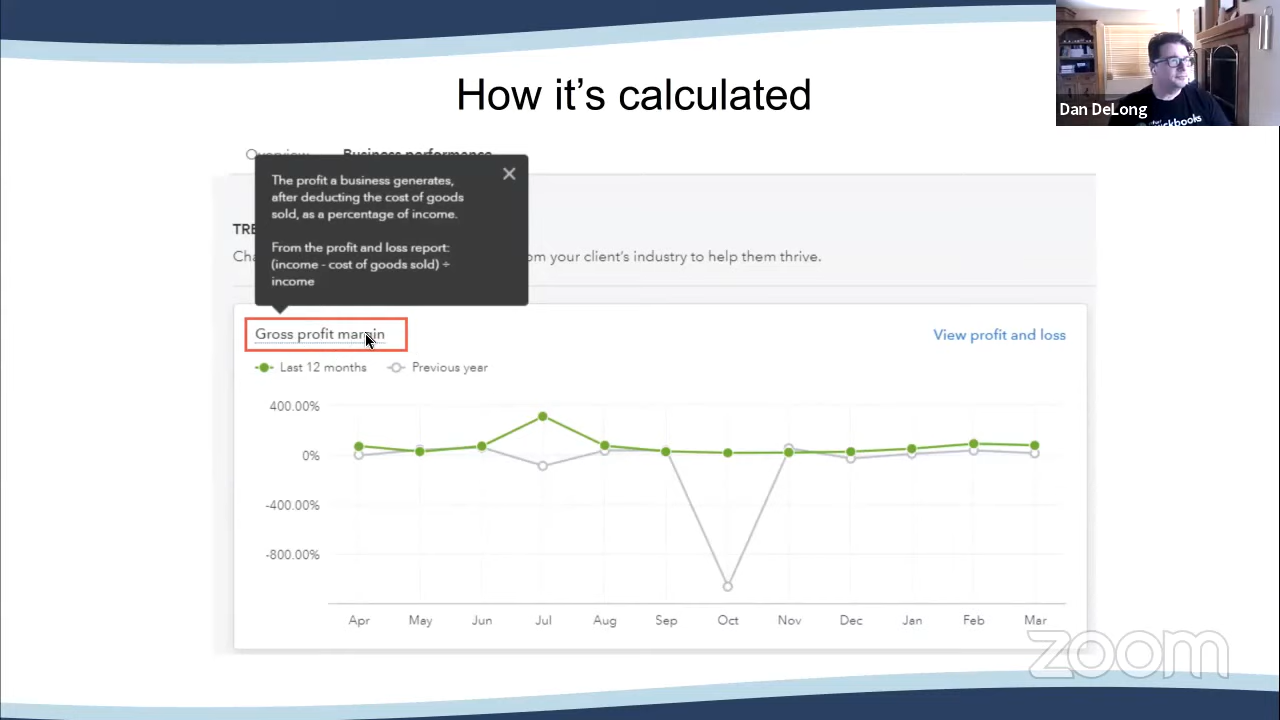 How it's calculated
Dan DeLong
Overview Business performance
The profit a business generates,
after deducting the cost of goods
sold, as a percentage of income.
From the profit and loss report:
(income - cost of goods sold) ÷
income
om your client's industry to help them thrive.
Gross profit margin
View profit and loss
Last 12 months Previous year
400.00%
0%
-400.00%
-800.00%
Apr May Jun Jul Aug Sep Oct Nov Dec Jan Feb Mar
zoom